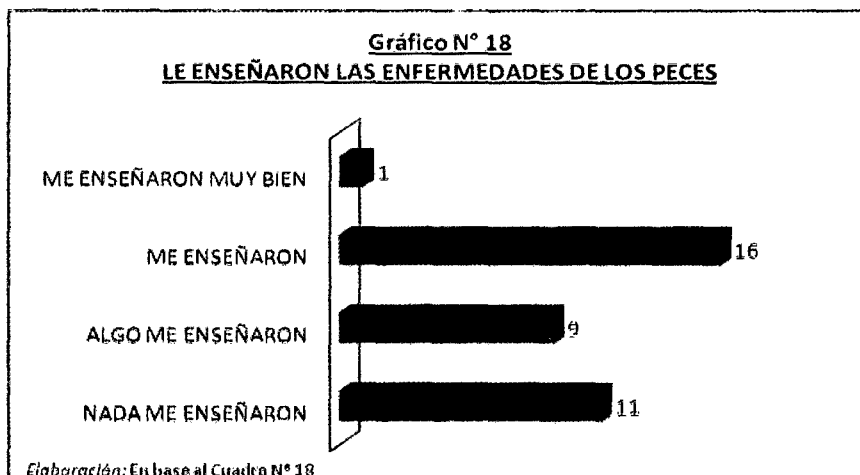 Gráfico N° 18
LE ENSEÑARON LAS ENFERMEDADES DE LOS PECES
ME ENSEÑARON MUY BIEN 1
ME ENSEÑARON 16
ALGO ME ENSEÑARON 9
NADA ME ENSEÑARON 11
Elaboración: En base al Cuadro N° 18